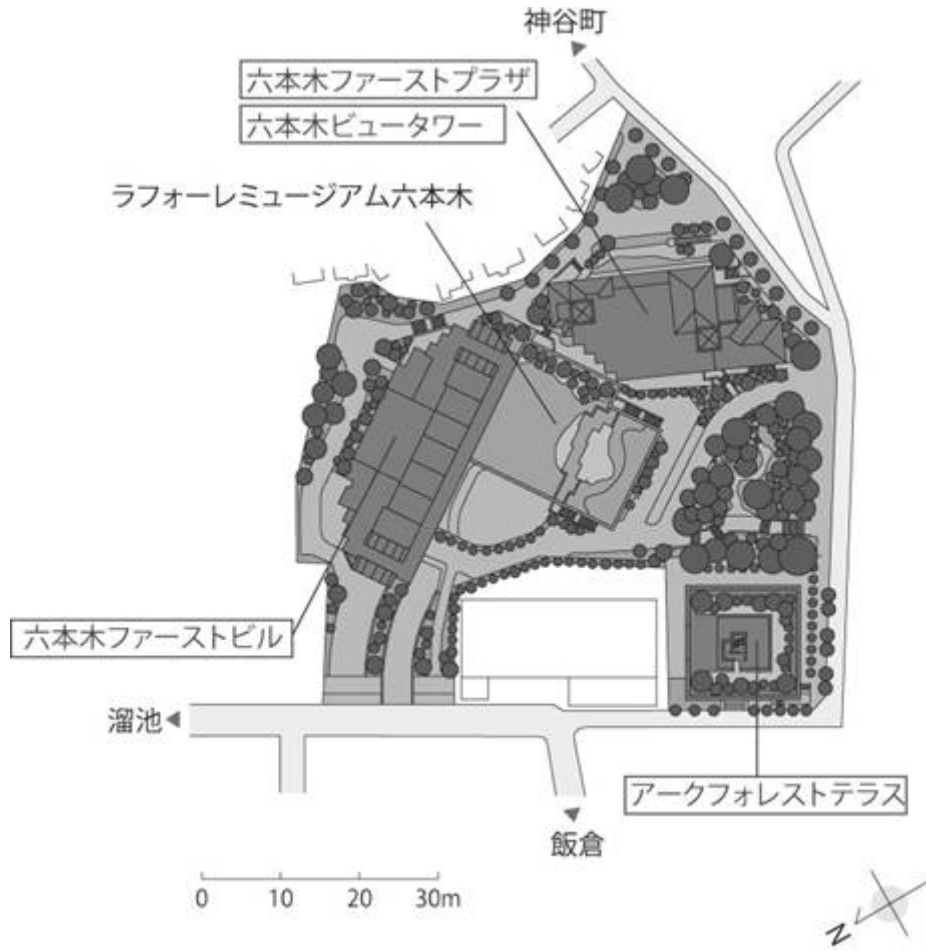 神谷町
六本木ファーストプラザ
六本木ビュータワー
ラフォーレミュージアム六本木
六本木ファーストビル
溜池
アークフォレストテラス
飯倉
0 10 20 30m
N